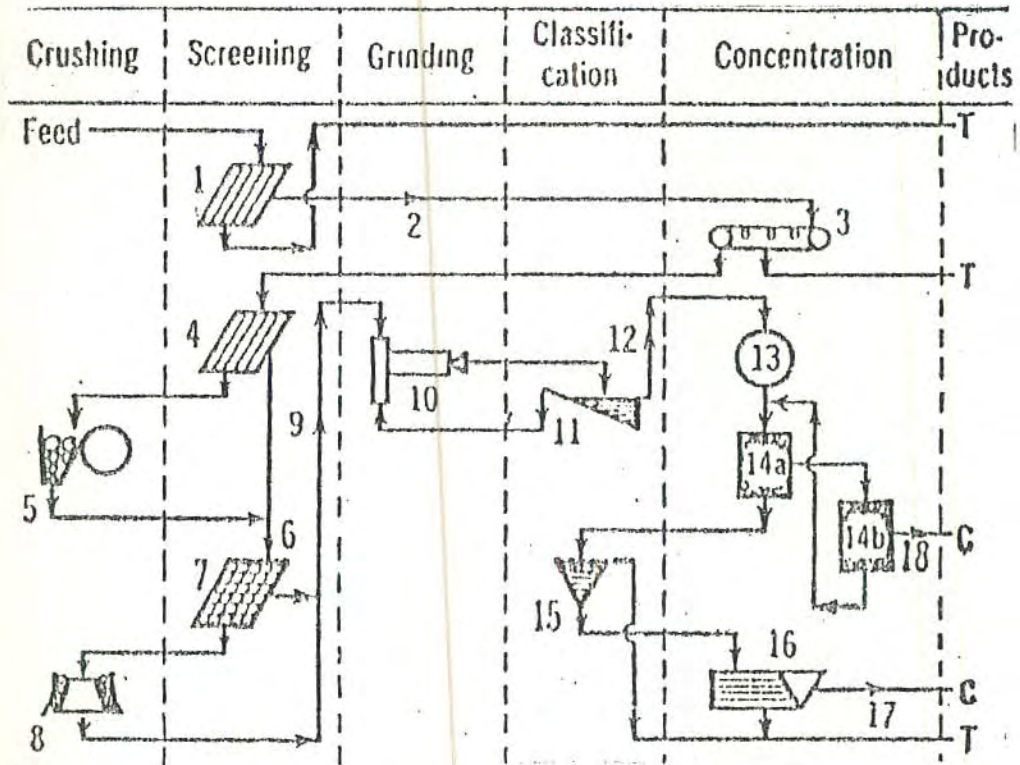 Crushing
Screening
Grinding
Classifi-
cation
Concentration
Pro-
ducts
Feed
T
1
2
3
T
4
12
13
10
9
11
5
14a
6
14b
18
C
7
15
16
17
C
8
T